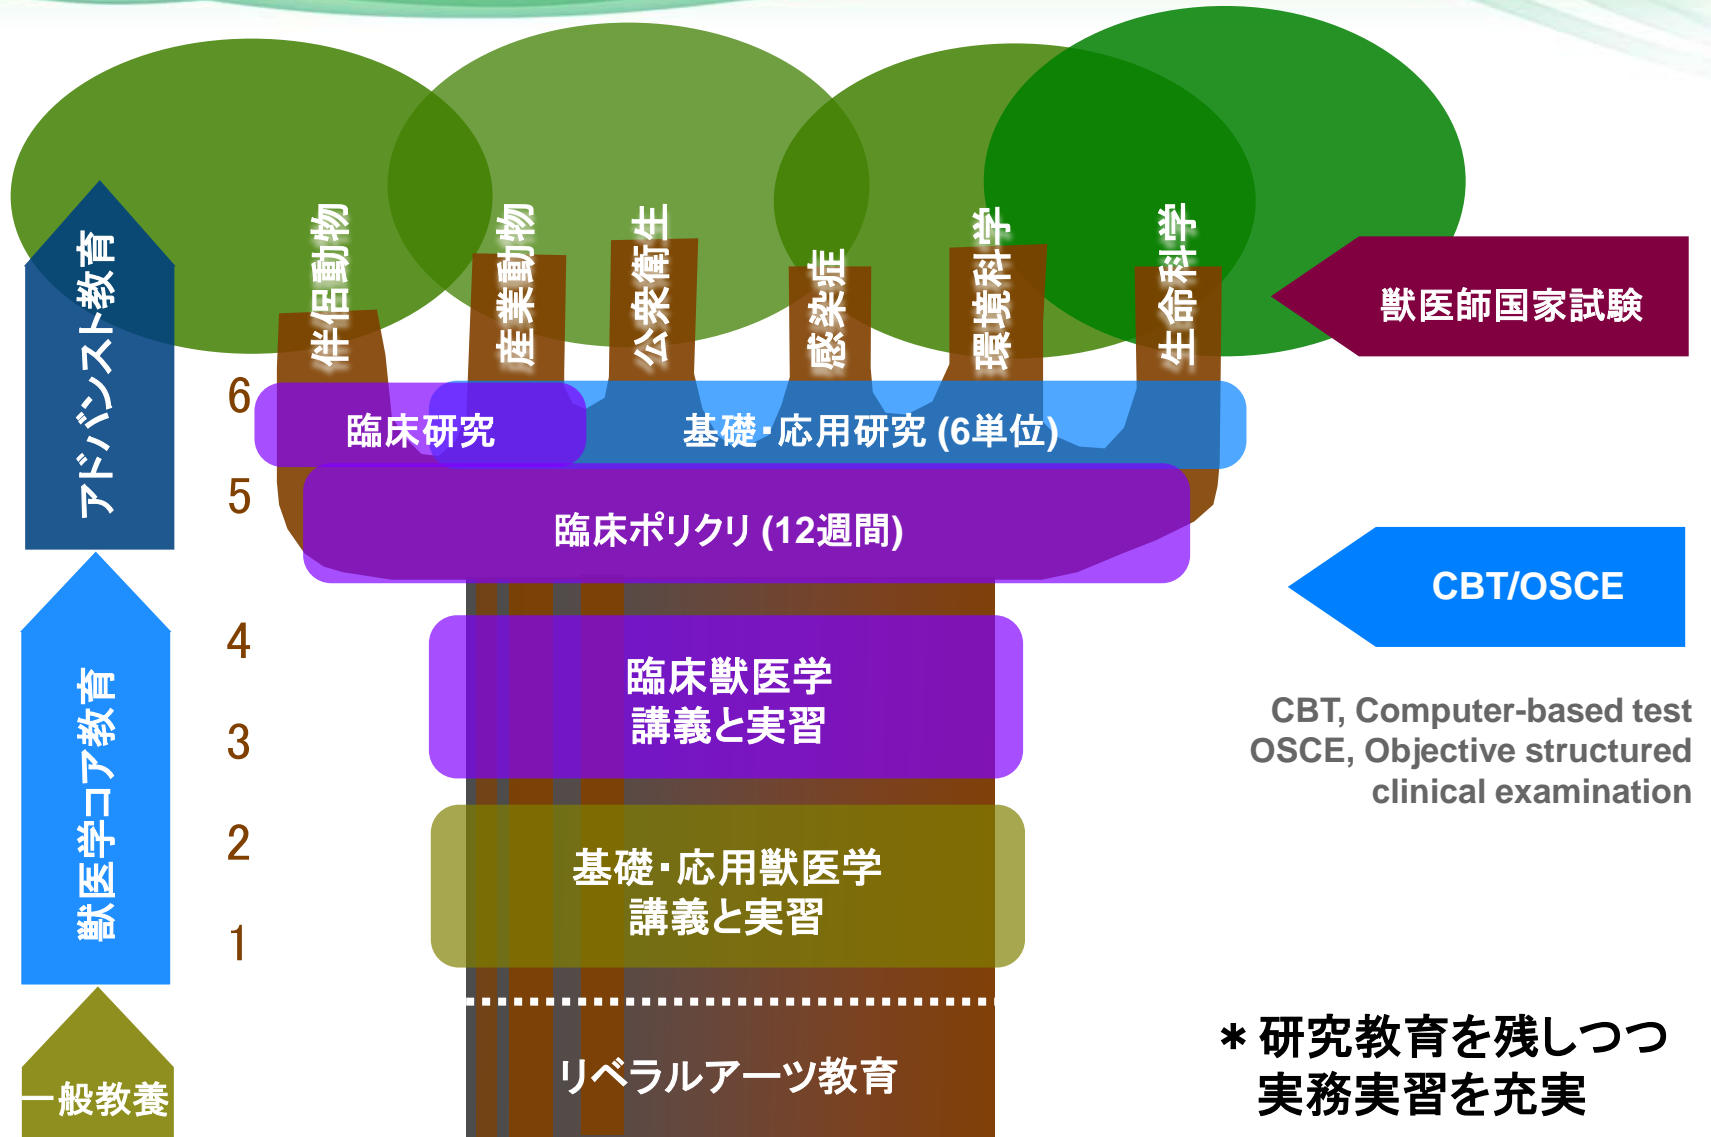 伴侶動物
産業動物
公衆衛生
感染症
環境科学
生命科学
獣医師国家試験
アドバンスト教育
6
臨床研究
基礎・応用研究 (6単位)
5
臨床ポリクリ (12週間)
CBT/OSCE
4
臨床獣医学
講義と実習
3
CBT, Computer-based test
OSCE, Objective structured
clinical examination
獣医学コア教育
2
基礎・応用獣医学
講義と実習
1
リベラルアーツ教育
一般教養
＊研究教育を残しつつ
実務実習を充実